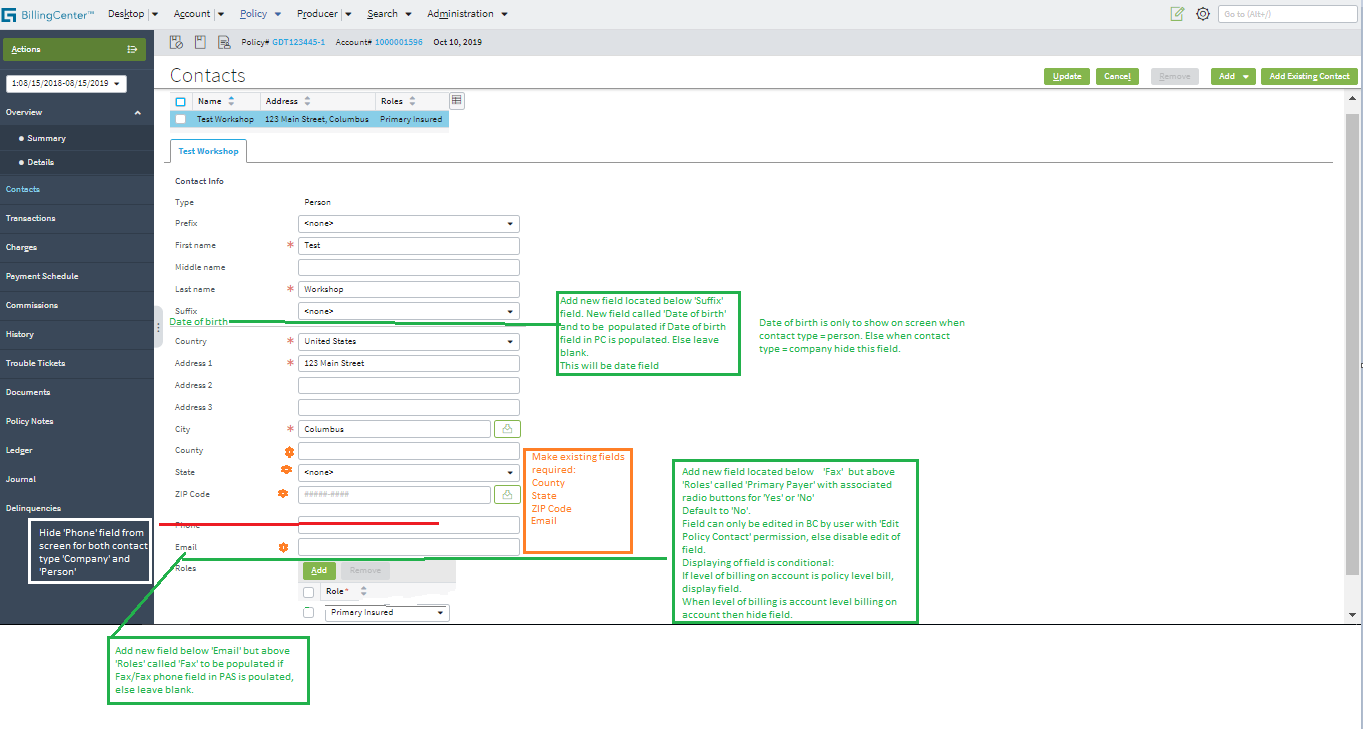 BillingCenter™ Desktop Account Policy Producer Search Administration Go to (Alt+/)
Actions
Policy# GDT123445-1 Account# 1000001596 Oct 10, 2019
1:08/15/2018-08/15/2019
Contacts
Update Cancel Remove Add Add Existing Contact
Overview
Summary
Details
Contacts
Transactions
Charges
Payment Schedule
Commissions
History
Trouble Tickets
Documents
Policy Notes
Ledger
Journal
Delinquencies
Name Address Roles
Test Workshop 123 Main Street, Columbus Primary Insured
Test Workshop
Contact Info
Type Person
Prefix <none>
First name * Test
Middle name
Last name * Workshop
Suffix <none>
Date of birth
Country * United States
Address 1 * 123 Main Street
Address 2
Address 3
City * Columbus
County
State <none>
ZIP Code #####-####
Phone
Email
Roles Add Remove
Role *
Primary Insured
Add new field located below 'Suffix'
field. New field called 'Date of birth'
and to be populated if Date of birth
field in PC is populated. Else leave
blank.
This will be date field
Date of birth is only to show on screen when
contact type = person. Else when contact
type = company hide this field.
Make existing fields
required:
County
State
ZIP Code
Email
Add new field located below 'Fax' but above
'Roles' called 'Primary Payer' with associated
radio buttons for 'Yes' or 'No'
Default to 'No'.
Field can only be edited in BC by user with 'Edit
Policy Contact' permission, else disable edit of
field.
Displaying of field is conditional:
If level of billing on account is policy level bill,
display field.
When level of billing is account level billing on
account then hide field.
Hide 'Phone' field from
screen for both contact
type 'Company' and
'Person'
Add new field below 'Email' but above
'Roles' called 'Fax' to be populated if
Fax/Fax phone field in PAS is poulated,
else leave blank.